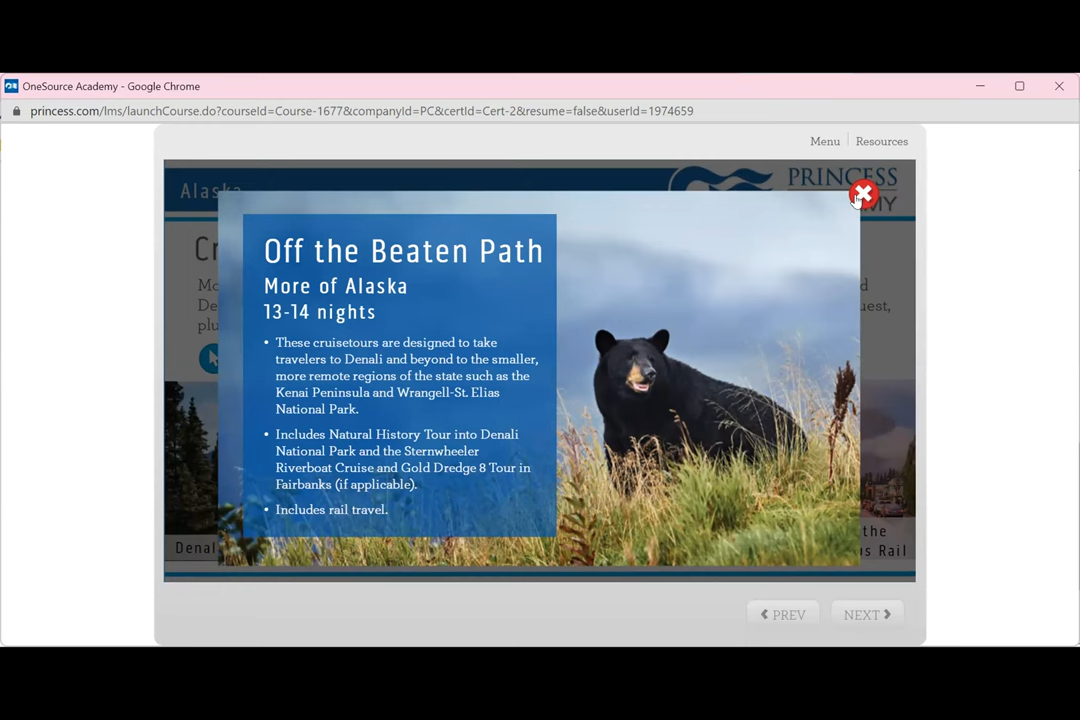 OneSource Academy - Google Chrome
princess.com/lms/launchCourse.do?courseId=Course-1677&companyId=PC&certId=Cert-2&resume=false&userId=1974659
Menu
Resources
Alaska
PRINCESS
Off the Beaten Path
More of Alaska
13-14 nights
• These cruisetours are designed to take
travelers to Denali and beyond to the smaller,
more remote regions of the state such as the
Kenai Peninsula and Wrangell-St. Elias
National Park.
• Includes Natural History Tour into Denali
National Park and the Sternwheeler
Riverboat Cruise and Gold Dredge 8 Tour in
Fairbanks (if applicable).
• Includes rail travel.
the
Rail
PREV
NEXT